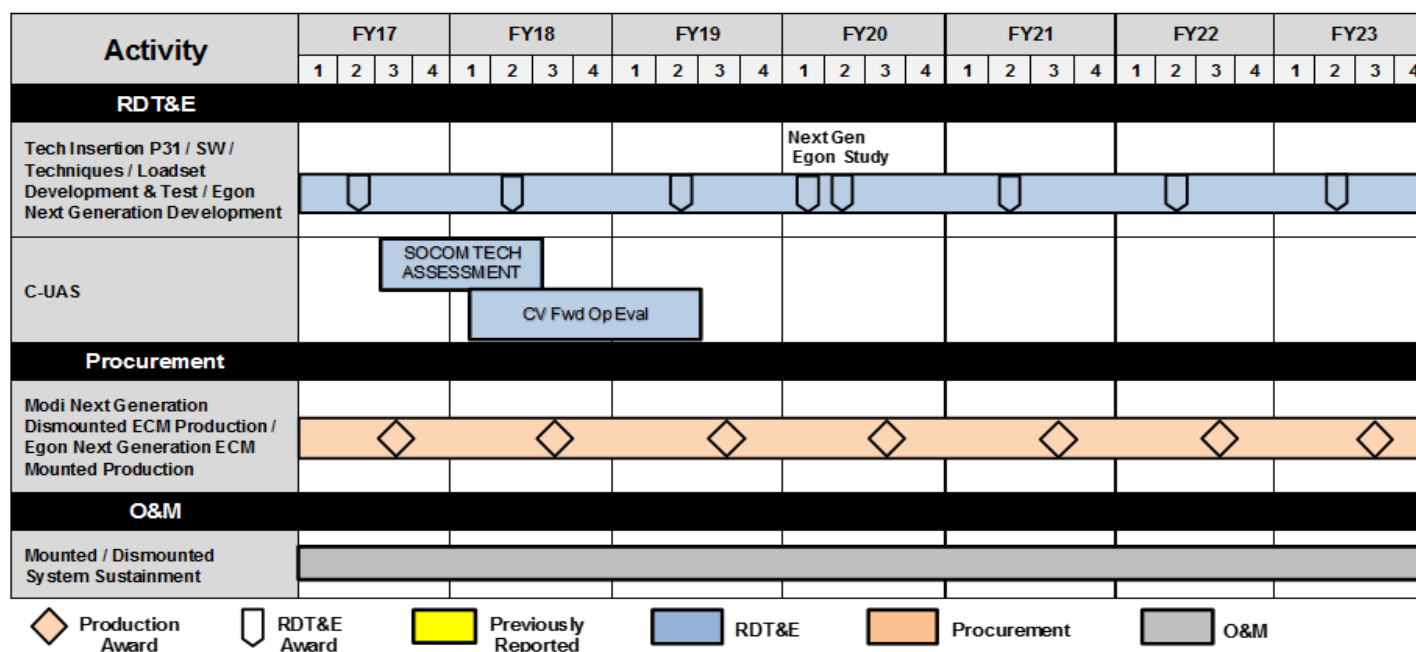 Activity
FY17 FY18 FY19 FY20 FY21 FY22 FY23
1 2 3 4 1 2 3 4 1 2 3 4 1 2 3 4 1 2 3 4 1 2 3 4 1 2 3 4
RDT&E
Tech Insertion P31 / SW /
Techniques / Loadset
Development & Test / Egon
Next Generation Development
Next Gen
Egon Study
C-UAS
SOCOM TECH
ASSESSMENT
CV Fwd Op Eval
Procurement
Modi Next Generation
Dismounted ECM Production /
Egon Next Generation ECM
Mounted Production
O&M
Mounted / Dismounted
System Sustainment
Production
Award
RDT&E
Award
Previously
Reported
RDT&E
Procurement
O&M